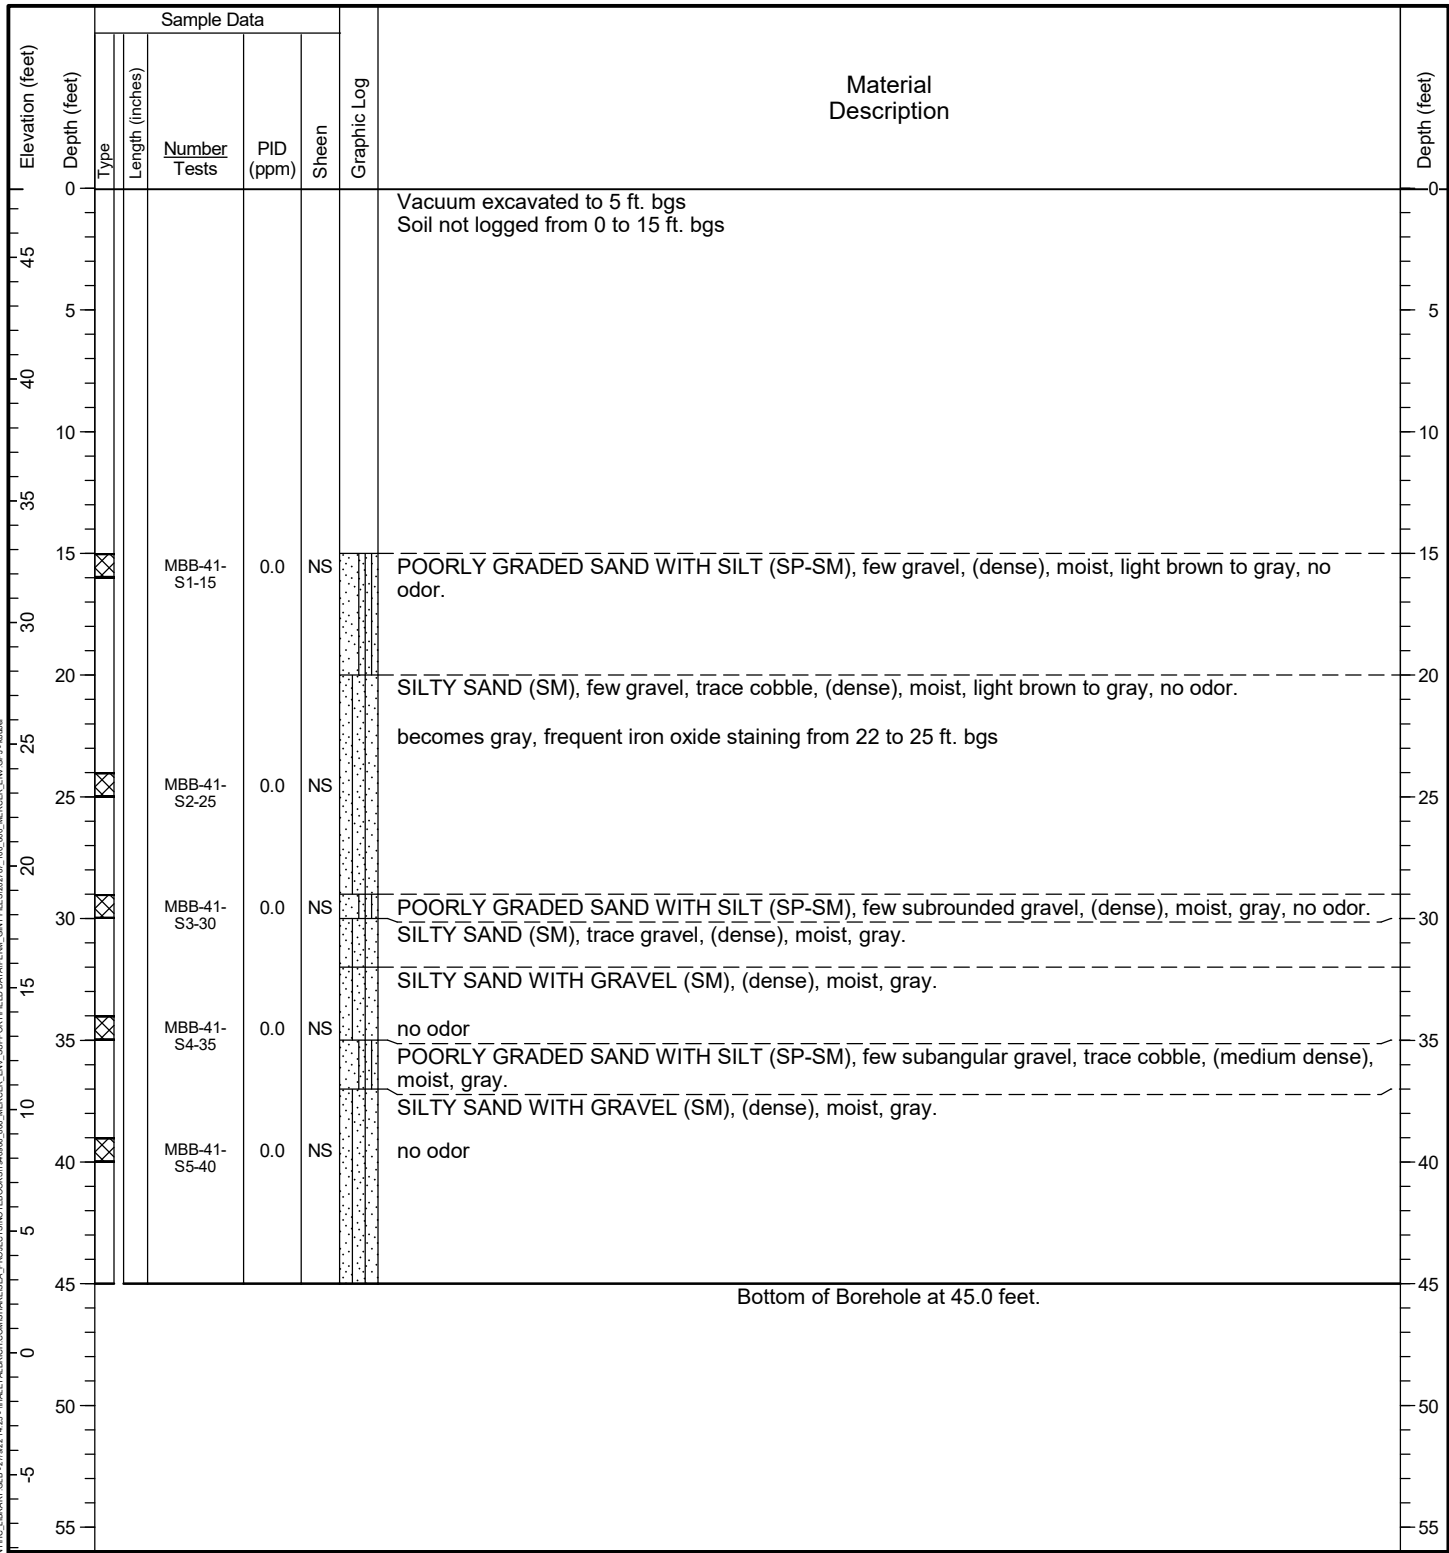 Sample Data
Elevation (feet)
Depth (feet)
Type
Length (inches)
Number
Tests
PID
(ppm)
Sheen
Graphic Log
Material
Description
Depth (feet)
0
0
Vacuum excavated to 5 ft. bgs
Soil not logged from 0 to 15 ft. bgs
45
5
5
40
10
10
35
15
MBB-41-
S1-15
0.0
NS
POORLY GRADED SAND WITH SILT (SP-SM), few gravel, (dense), moist, light brown to gray, no
odor.
15
30
20
SILTY SAND (SM), few gravel, trace cobble, (dense), moist, light brown to gray, no odor.
20
becomes gray, frequent iron oxide staining from 22 to 25 ft. bgs
25
25
MBB-41-
S2-25
0.0
NS
25
20
30
MBB-41-
S3-30
0.0
NS
POORLY GRADED SAND WITH SILT (SP-SM), few subrounded gravel, (dense), moist, gray, no odor.
30
SILTY SAND (SM), trace gravel, (dense), moist, gray.
SILTY SAND WITH GRAVEL (SM), (dense), moist, gray.
15
35
MBB-41-
S4-35
0.0
NS
no odor
35
POORLY GRADED SAND WITH SILT (SP-SM), few subangular gravel, trace cobble, (medium dense),
moist, gray.
10
SILTY SAND WITH GRAVEL (SM), (dense), moist, gray.
40
MBB-41-
S5-40
0.0
NS
no odor
40
5
45
45
Bottom of Borehole at 45.0 feet.
0
50
50
-5
55
55